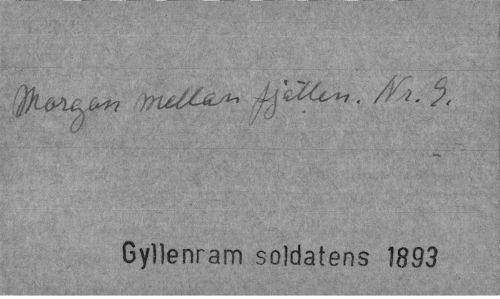 Morgon mellan fjällen. Nr. 9.
Gyllenram soldatens 1893